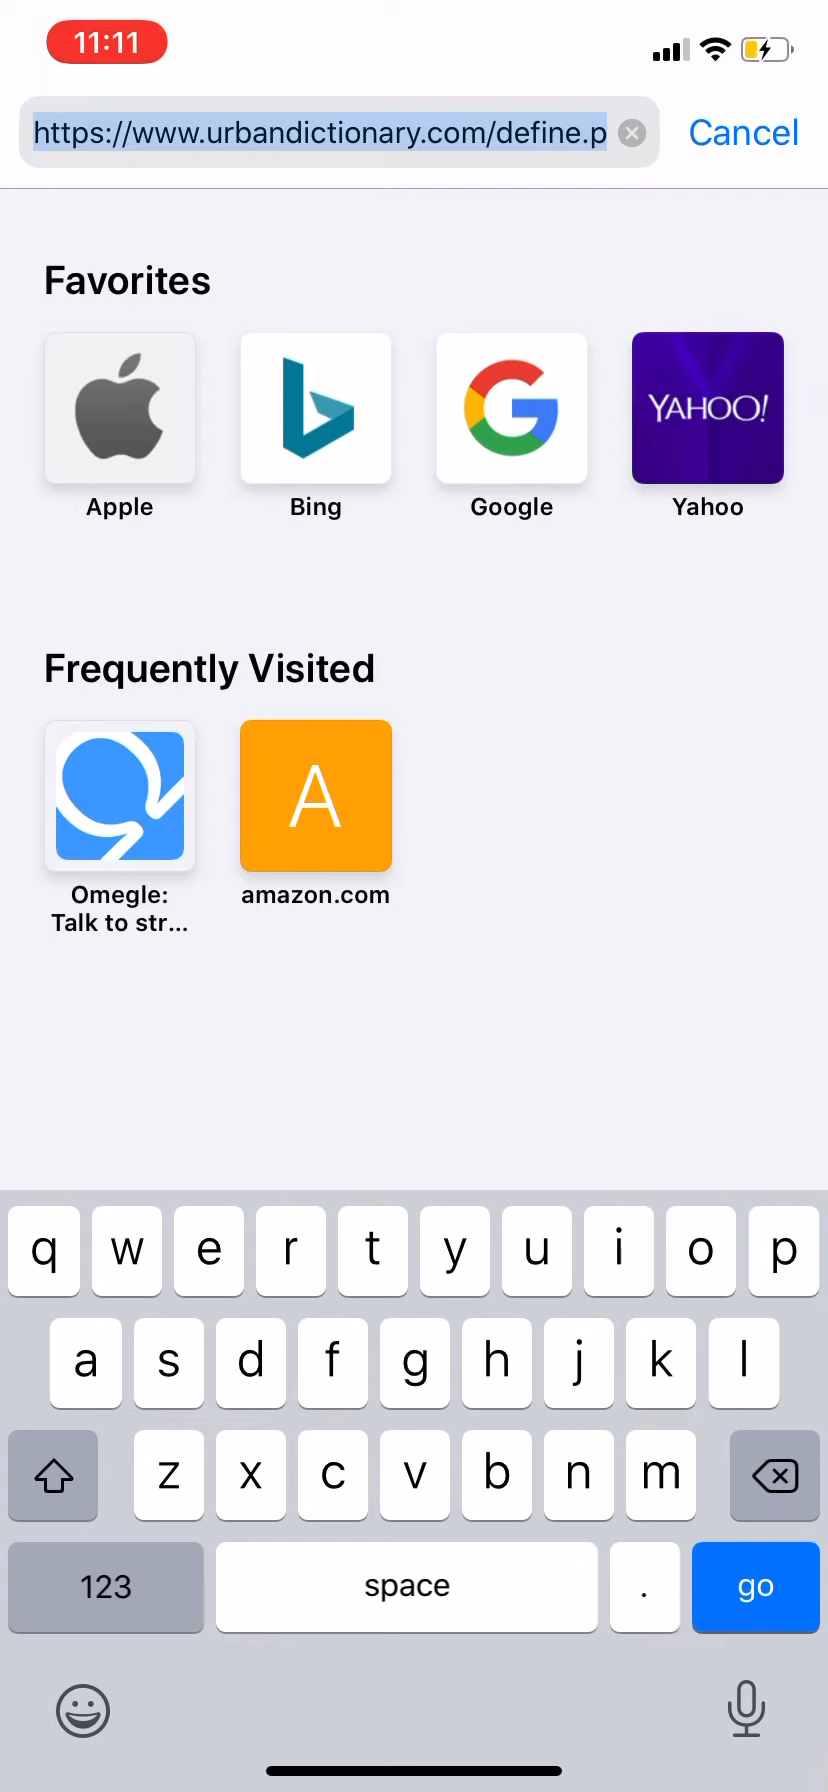 11:11
https://www.urbandictionary.com/define.p
Cancel
Favorites
YAHOO!
Apple
Bing
Google
Yahoo
Frequently Visited
A
Omegle:
Talk to str...
amazon.com
q w e r t y u i o p
a s d f g h j k l
z x c v b n m
123 space . go